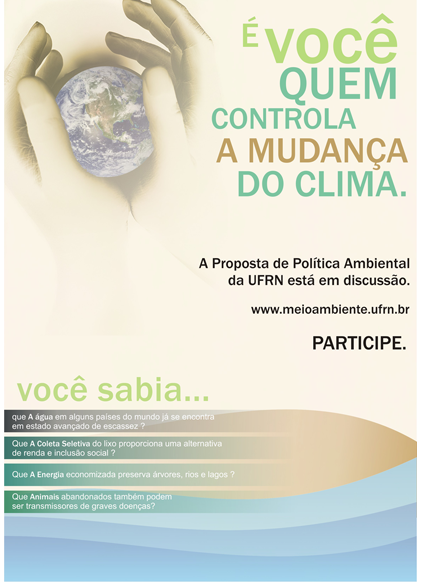 É você
QUEM
CONTROLA
A MUDANÇA
DO CLIMA.
A Proposta de Política Ambiental
da UFRN está em discussão.
www.meioambiente.ufrn.br
PARTICIPE.
você sabia...
que A água em alguns países do mundo já se encontra
em estado avançado de escassez ?
Que A Coleta Seletiva do lixo proporciona uma alternativa
de renda e inclusão social ?
Que A Energia economizada preserva árvores, rios e lagos ?
Que Animais abandonados também podem
ser transmissores de graves doenças?